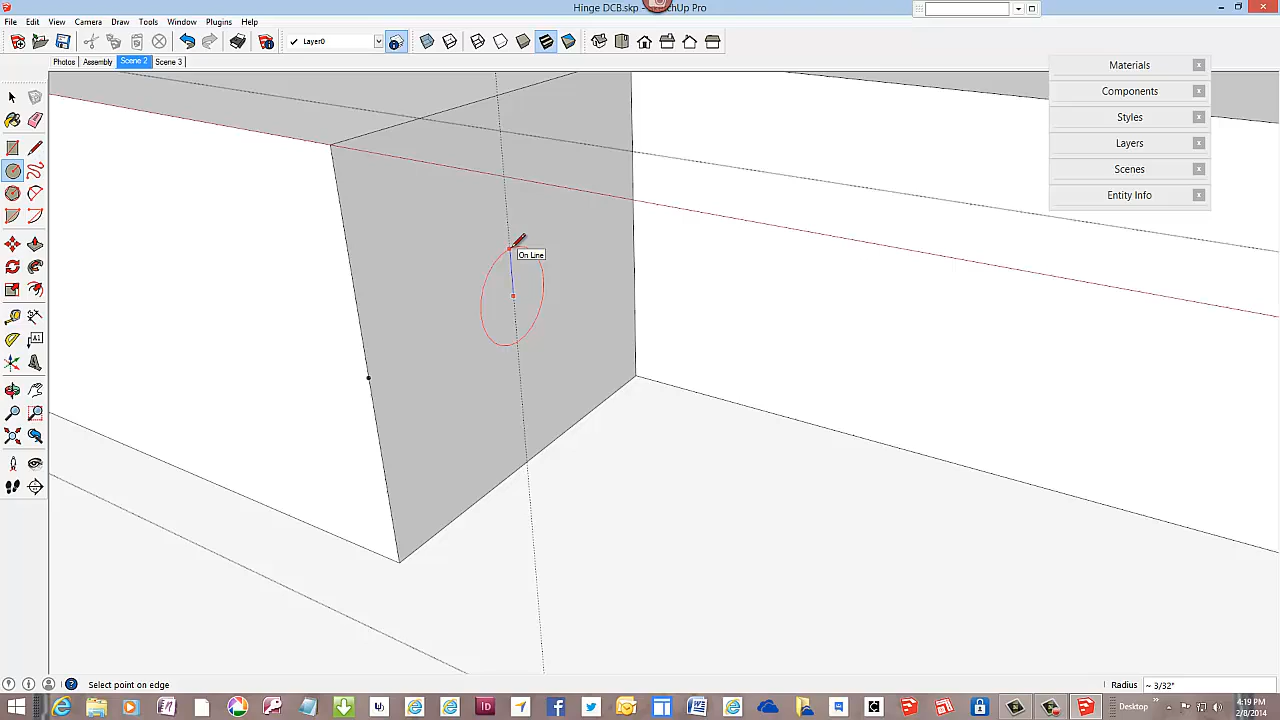 Hinge DCB.skp - SketchUp Pro
File Edit View Camera Draw Tools Window Plugins Help
Layer0
Photos Assembly Scene 2 Scene 3
Materials
Components
Styles
Layers
Scenes
Entity Info
On Line
Select point on edge
Radius ~ 3/32"
Desktop
4:19 PM
2/8/2014